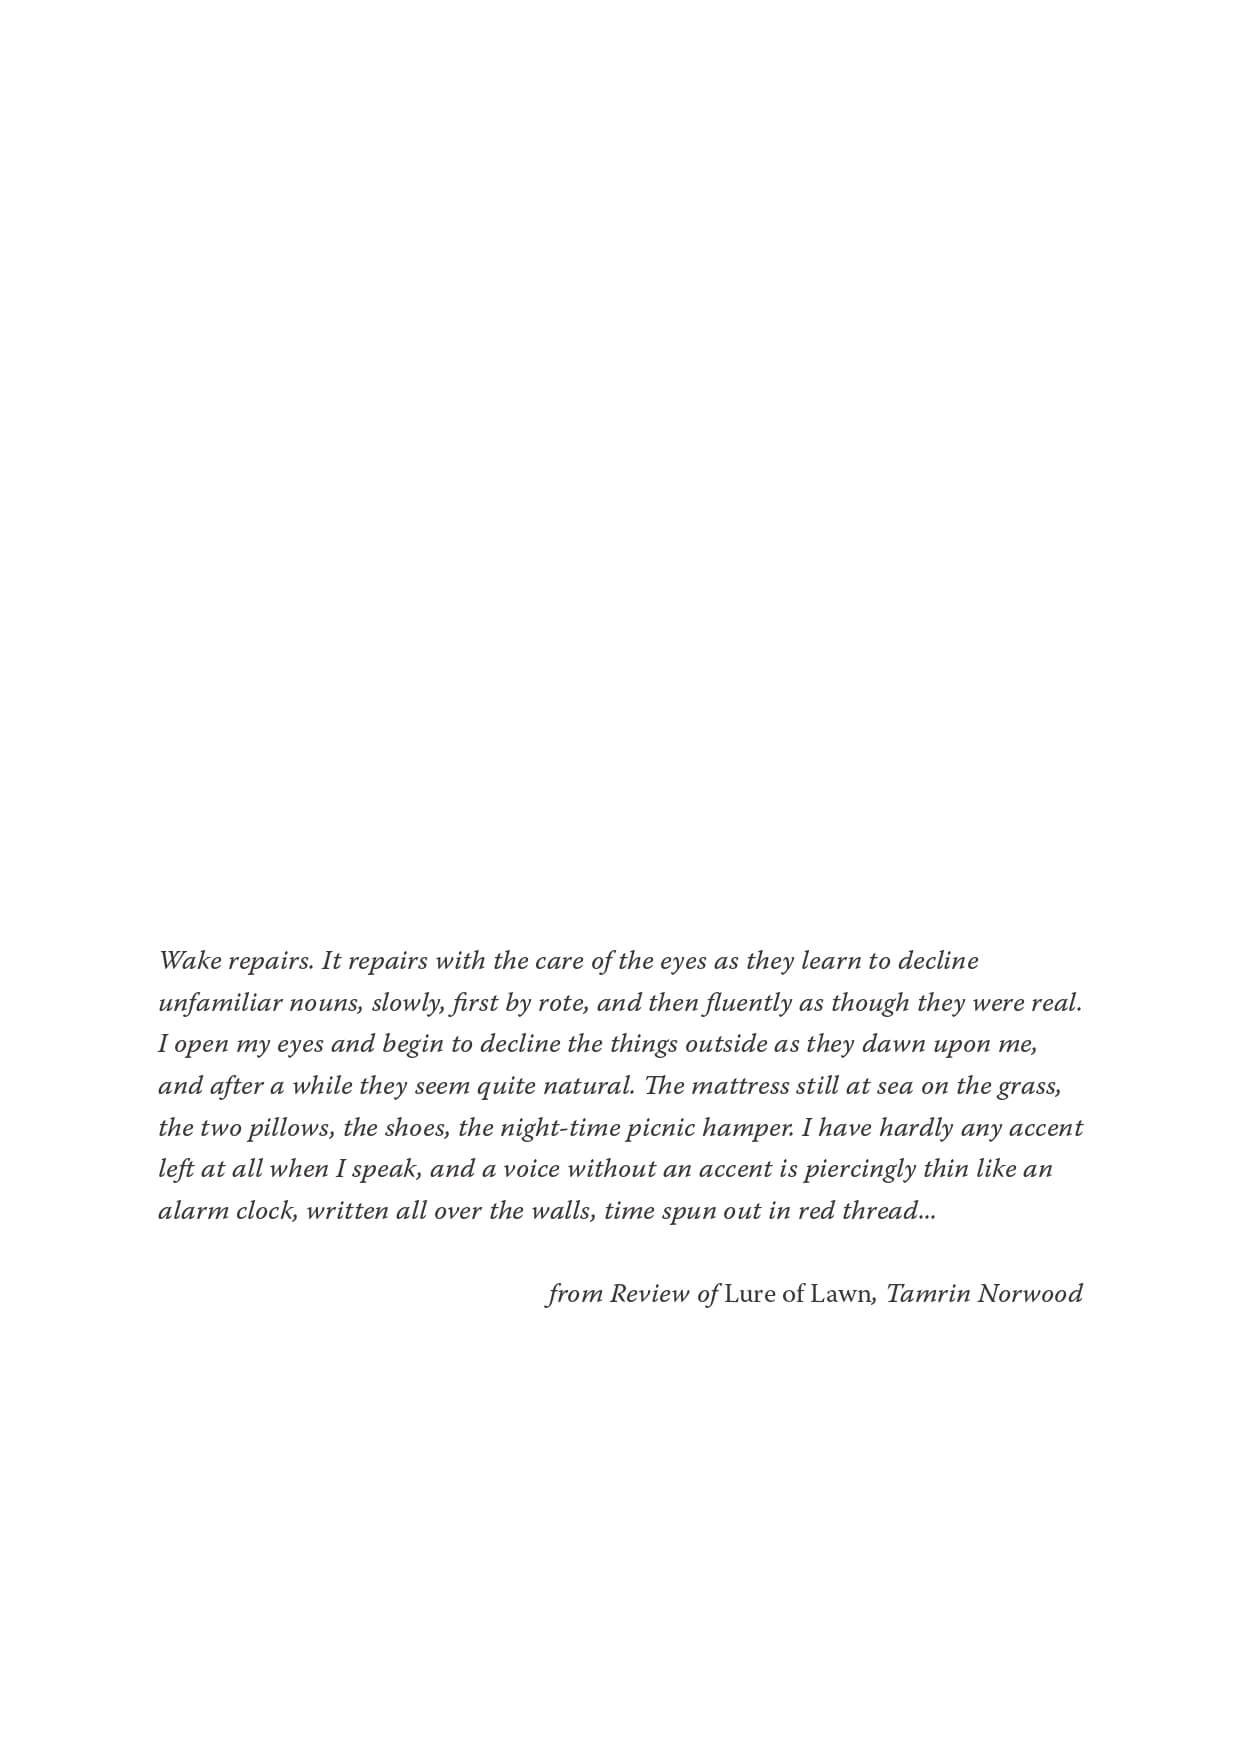 Wake repairs. It repairs with the care of the eyes as they learn to decline
unfamiliar nouns, slowly, first by rote, and then fluently as though they were real.
I open my eyes and begin to decline the things outside as they dawn upon me,
and after a while they seem quite natural. The mattress still at sea on the grass,
the two pillows, the shoes, the night-time picnic hamper. I have hardly any accent
left at all when I speak, and a voice without an accent is piercingly thin like an
alarm clock, written all over the walls, time spun out in red thread...
from Review of Lure of Lawn, Tamrin Norwood